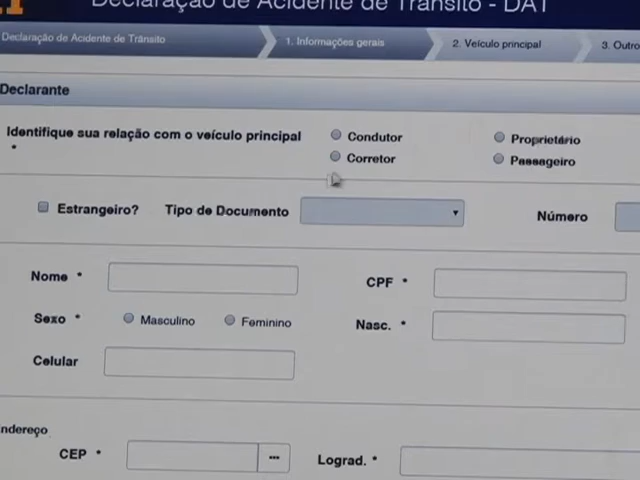 Declaração de Acidente de Trânsito - DAT
Declaração de Acidente de Trânsito
1. Informações gerais
2. Veículo principal
3. Outro
Declarante
Identifique sua relação com o veículo principal
*
Condutor
Proprietário
Corretor
Passageiro
Estrangeiro?
Tipo de Documento
Número
Nome *
CPF *
Sexo *
Masculino
Feminino
Nasc. *
Celular
ndereço
CEP *
...
Lograd. *